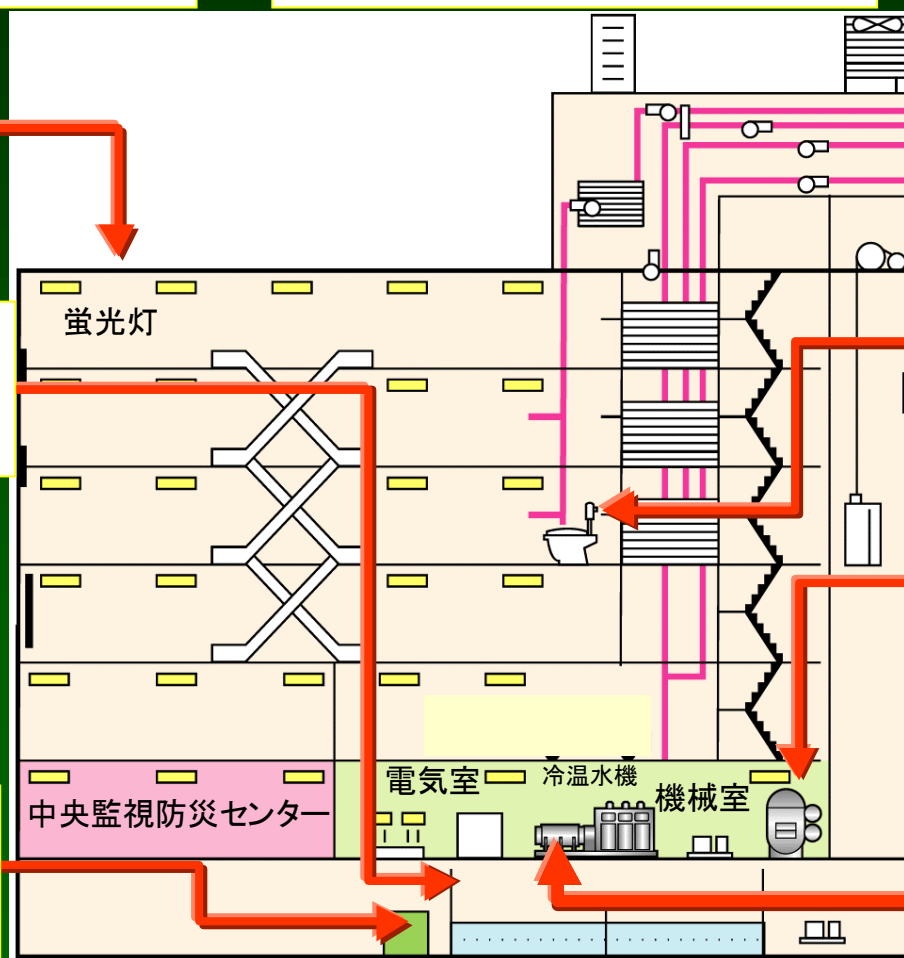 蛍光灯
電気室
冷温水機
機械室
中央監視防災センター